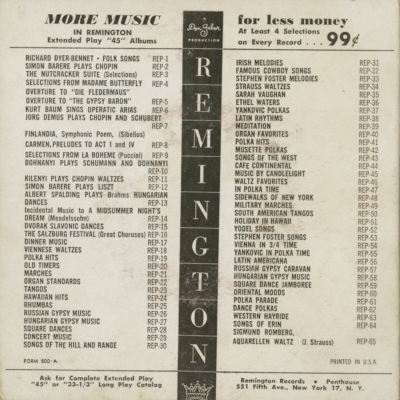 MORE MUSIC
IN REMINGTON
Extended Play "45" Albums
Don Gabor
PRODUCTION
for less money
At Least 4 Selections
on Every Record . . . 99¢
RICHARD DYER-BENNET • FOLK SONGS REP-1
SIMON BARERE PLAYS CHOPIN REP-2
THE NUTCRACKER SUITE (Selections) REP-3
SELECTIONS FROM MADAME BUTTERFLY REP-4
OVERTURE TO "DIE FLEDERMAUS"
OVERTURE TO "THE GYPSY BARON" REP-5
KURT BAUM SINGS OPERATIC ARIAS REP-6
JORG DEMUS PLAYS CHOPIN AND SCHUBERT
REP-7
FINLANDIA, Symphonic Poem, (Sibelius)
CARMEN, PRELUDES TO ACT 1 and IV REP-8
SELECTIONS FROM LA BOHEME (Puccini) REP-9
DOHNANYI PLAYS SCHUMANN AND DOHNANYI
REP-10
KILENYI PLAYS CHOPIN WALTZES REP-11
SIMON BARERE PLAYS LISZT REP-12
ALBERT SPALDING PLAYS Brahms HUNGARIAN
DANCES REP-13
Incidental Music to A MIDSUMMER NIGHT'S
DREAM (Mendelssohn) REP-14
DVORAK SLAVONIC DANCES REP-15
THE SALZBURG FESTIVAL (Great Choruses) REP-16
DINNER MUSIC REP-17
VIENNESE WALTZES REP-18
POLKA HITS REP-19
OLD TIMERS REP-20
MARCHES REP-21
ORGAN STANDARDS REP-22
TANGOS REP-23
HAWAIIAN HITS REP-24
RHUMBAS REP-25
RUSSIAN GYPSY MUSIC REP-26
HUNGARIAN GYPSY MUSIC REP-27
SQUARE DANCES REP-28
CONCERT MUSIC REP-29
SONGS OF THE HILL AND RANGE REP-30
FORM 800-A
Ask for Complete Extended Play
"45" or "33-1/3" Long Play Catalog
REMINGTON
IRISH MELODIES REP-31
FAMOUS COWBOY SONGS REP-32
STEPHEN FOSTER MELODIES REP-33
STRAUSS WALTZES REP-34
SARAH VAUGHAN REP-35
ETHEL WATERS REP-36
YANKOVIC POLKAS REP-37
LATIN RHYTHMS REP-38
MEDITATION REP-39
ORGAN FAVORITES REP-40
POLKA HITS REP-41
MUSETTE POLKAS REP-42
SONGS OF THE WEST REP-43
CAFE CONTINENTAL REP-44
MUSIC BY CANDLELIGHT REP-45
WALTZ FAVORITES REP-46
IN POLKA TIME REP-47
SIDEWALKS OF NEW YORK REP-48
MILITARY MARCHES REP-49
SOUTH AMERICAN TANGOS REP-50
HOLIDAY IN HAWAII REP-51
YODEL SONGS REP-52
STEPHEN FOSTER SONGS REP-53
VIENNA IN 3/4 TIME REP-54
YANKOVIC IN POLKA TIME REP-55
LATIN AMERICANA REP-56
RUSSIAN GYPSY CARAVAN REP-57
HUNGARIAN GYPSY MUSIC REP-58
SQUARE DANCE JAMBOREE REP-59
ORIENTAL MOODS REP-60
POLKA PARADE REP-61
DANCE POLKAS REP-62
WESTERN HAYRIDE REP-63
SONGS OF ERIN REP-64
SIGMUND ROMBERG,
AQUARELLEN WALTZ (J. Strauss) REP-65
PRINTED IN U.S.A.
Remington Records • Penthouse
551 Fifth Ave., New York 17, N. Y.